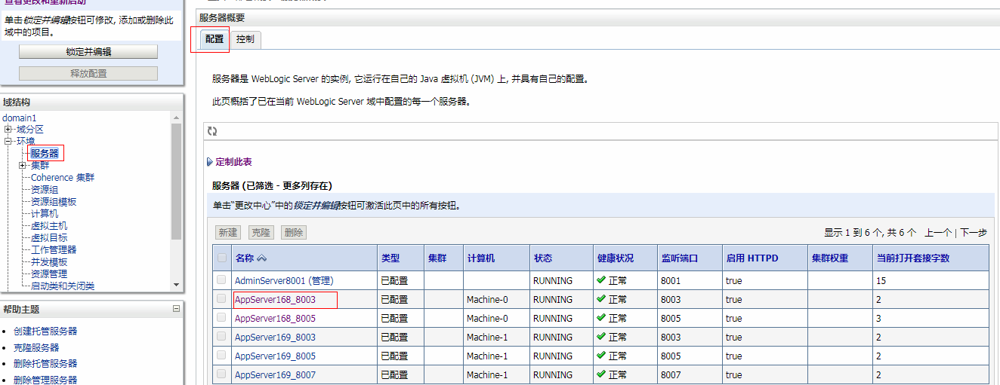 查看更改和重新启动
单击锁定并编辑按钮可修改, 添加或删除此
域中的项目。
锁定并编辑
释放配置
域结构
domain1
域分区
环境
服务器
集群
Coherence 集群
资源组
资源组模板
计算机
虚拟主机
虚拟目标
工作管理器
并发模板
资源管理
启动类和关闭类
帮助主题
创建托管服务器
克隆服务器
删除托管服务器
删除管理服务器
服务器概要
配置 控制
服务器是 WebLogic Server 的实例, 它运行在自己的 Java 虚拟机 (JVM) 上, 并具有自己的配置。
此页概括了已在当前 WebLogic Server 域中配置的每一个服务器。
定制此表
服务器 (已筛选 - 更多列存在)
单击“更改中心”中的锁定并编辑按钮可激活此页中的所有按钮。
新建 克隆 删除 显示 1 到 6 个, 共 6 个 上一个 | 下一步
名称 类型 集群 计算机 状态 健康状况 监听端口 启用 HTTPD 集群权重 当前打开套接字数
AdminServer8001 (管理) 已配置 RUNNING 正常 8001 true 15
AppServer168_8003 已配置 Machine-0 RUNNING 正常 8003 true 2
AppServer168_8005 已配置 Machine-0 RUNNING 正常 8005 true 3
AppServer169_8003 已配置 Machine-1 RUNNING 正常 8003 true 2
AppServer169_8005 已配置 Machine-1 RUNNING 正常 8005 true 2
AppServer169_8007 已配置 Machine-1 RUNNING 正常 8007 true 2